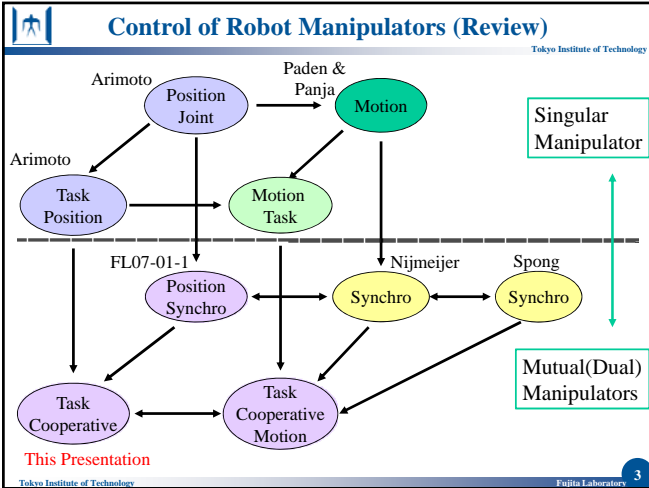 Control of Robot Manipulators (Review)
Tokyo Institute of Technology
Arimoto
Position
Joint
Paden &
Panja
Motion
Singular
Manipulator
Arimoto
Task
Position
Motion
Task
FL07-01-1
Position
Synchro
Nijmeijer
Synchro
Spong
Synchro
Mutual(Dual)
Manipulators
Task
Cooperative
Task
Cooperative
Motion
This Presentation
Tokyo Institute of Technology
Fujita Laboratory
3